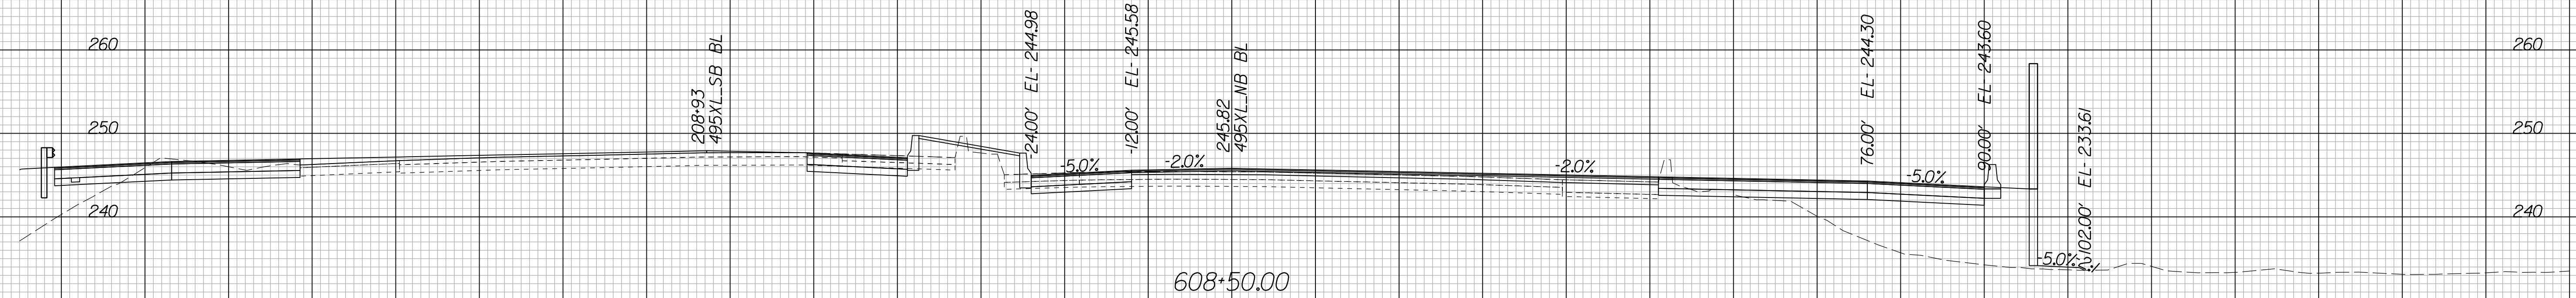 260
250
240
208+93
495XL_SB BL
-24.00' EL- 244.98
-5.0%
-12.00' EL- 245.58
-2.0%
245.82
495XL_NB BL
-2.0%
76.00' EL- 244.30
-5.0%
90.00' EL- 243.60
102.00' EL- 233.61
-5.0%
260
250
240
608+50.00